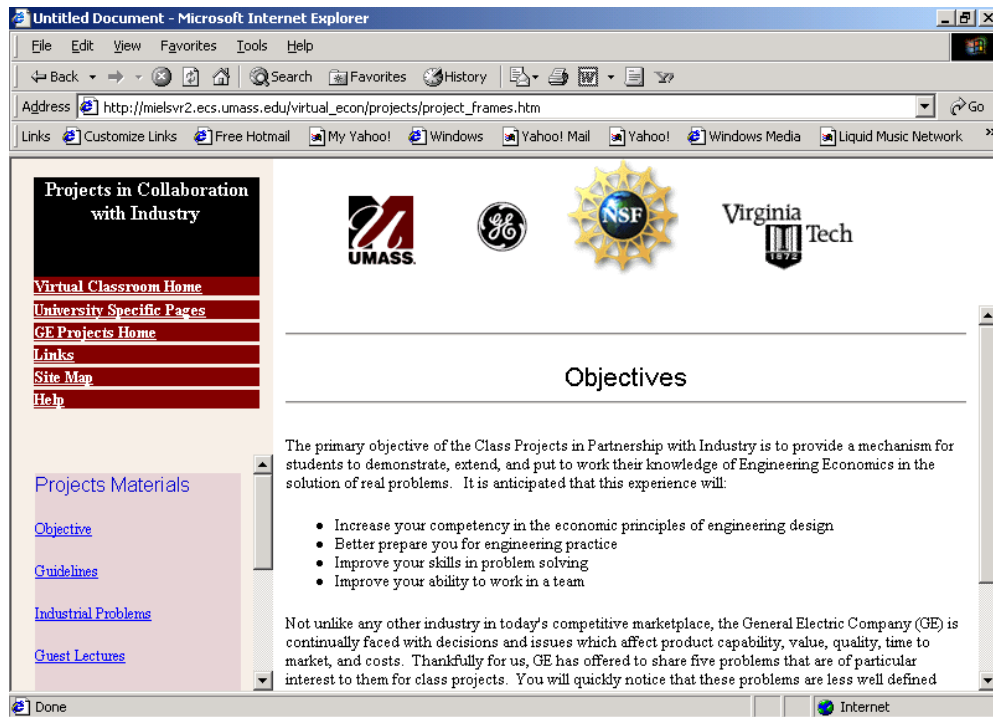 Untitled Document - Microsoft Internet Explorer
File Edit View Favorites Tools Help
Back Search Favorites History
Address http://mielsvr2.ecs.umass.edu/virtual_econ/projects/project_frames.htm Go
Links Customize Links Free Hotmail My Yahoo! Windows Yahoo! Mail Yahoo! Windows Media Liquid Music Network »
Projects in Collaboration
with Industry
Virtual Classroom Home
University Specific Pages
GE Projects Home
Links
Site Map
Help
UMASS
GE
NSF
Virginia
Tech
1872
Projects Materials
Objective
Guidelines
Industrial Problems
Guest Lectures
Objectives
The primary objective of the Class Projects in Partnership with Industry is to provide a mechanism for
students to demonstrate, extend, and put to work their knowledge of Engineering Economics in the
solution of real problems. It is anticipated that this experience will:
• Increase your competency in the economic principles of engineering design
• Better prepare you for engineering practice
• Improve your skills in problem solving
• Improve your ability to work in a team
Not unlike any other industry in today's competitive marketplace, the General Electric Company (GE) is
continually faced with decisions and issues which affect product capability, value, quality, time to
market, and costs. Thankfully for us, GE has offered to share five problems that are of particular
interest to them for class projects. You will quickly notice that these problems are less well defined
Done Internet